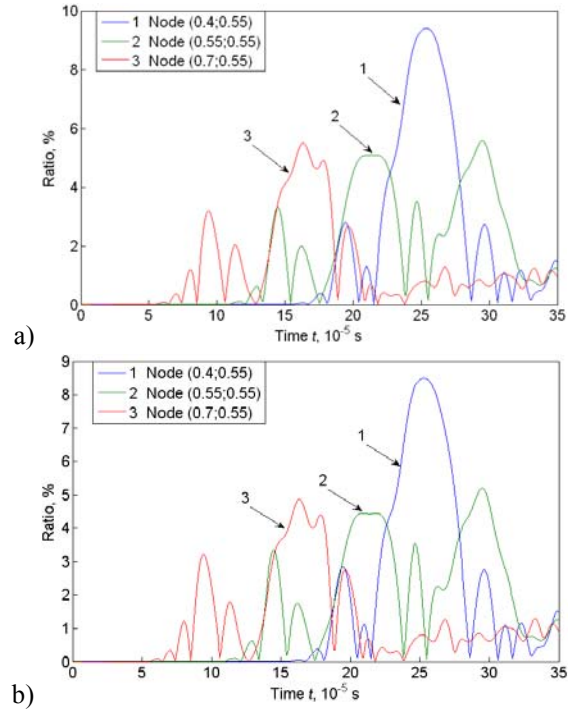 10
8
6
4
2
0
Ratio, %
1 Node (0.4;0.55)
2 Node (0.55;0.55)
3 Node (0.7;0.55)
1
2
3
0 5 10 15 20 25 30 35
Time t, 10⁻⁵ s
a)
9
8
7
6
5
4
3
2
1
0
Ratio, %
1 Node (0.4;0.55)
2 Node (0.55;0.55)
3 Node (0.7;0.55)
1
2
3
0 5 10 15 20 25 30 35
Time t, 10⁻⁵ s
b)